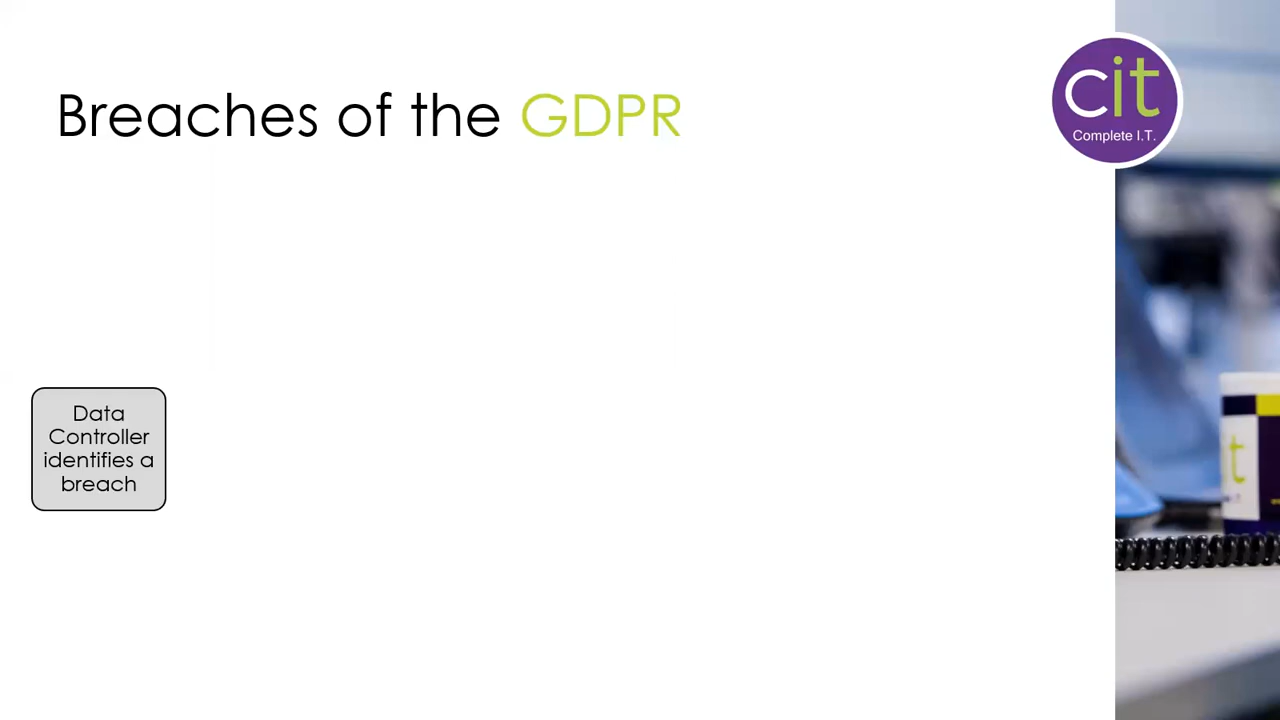 Breaches of the GDPR
cit
Complete I.T.
Data
Controller
identifies a
breach